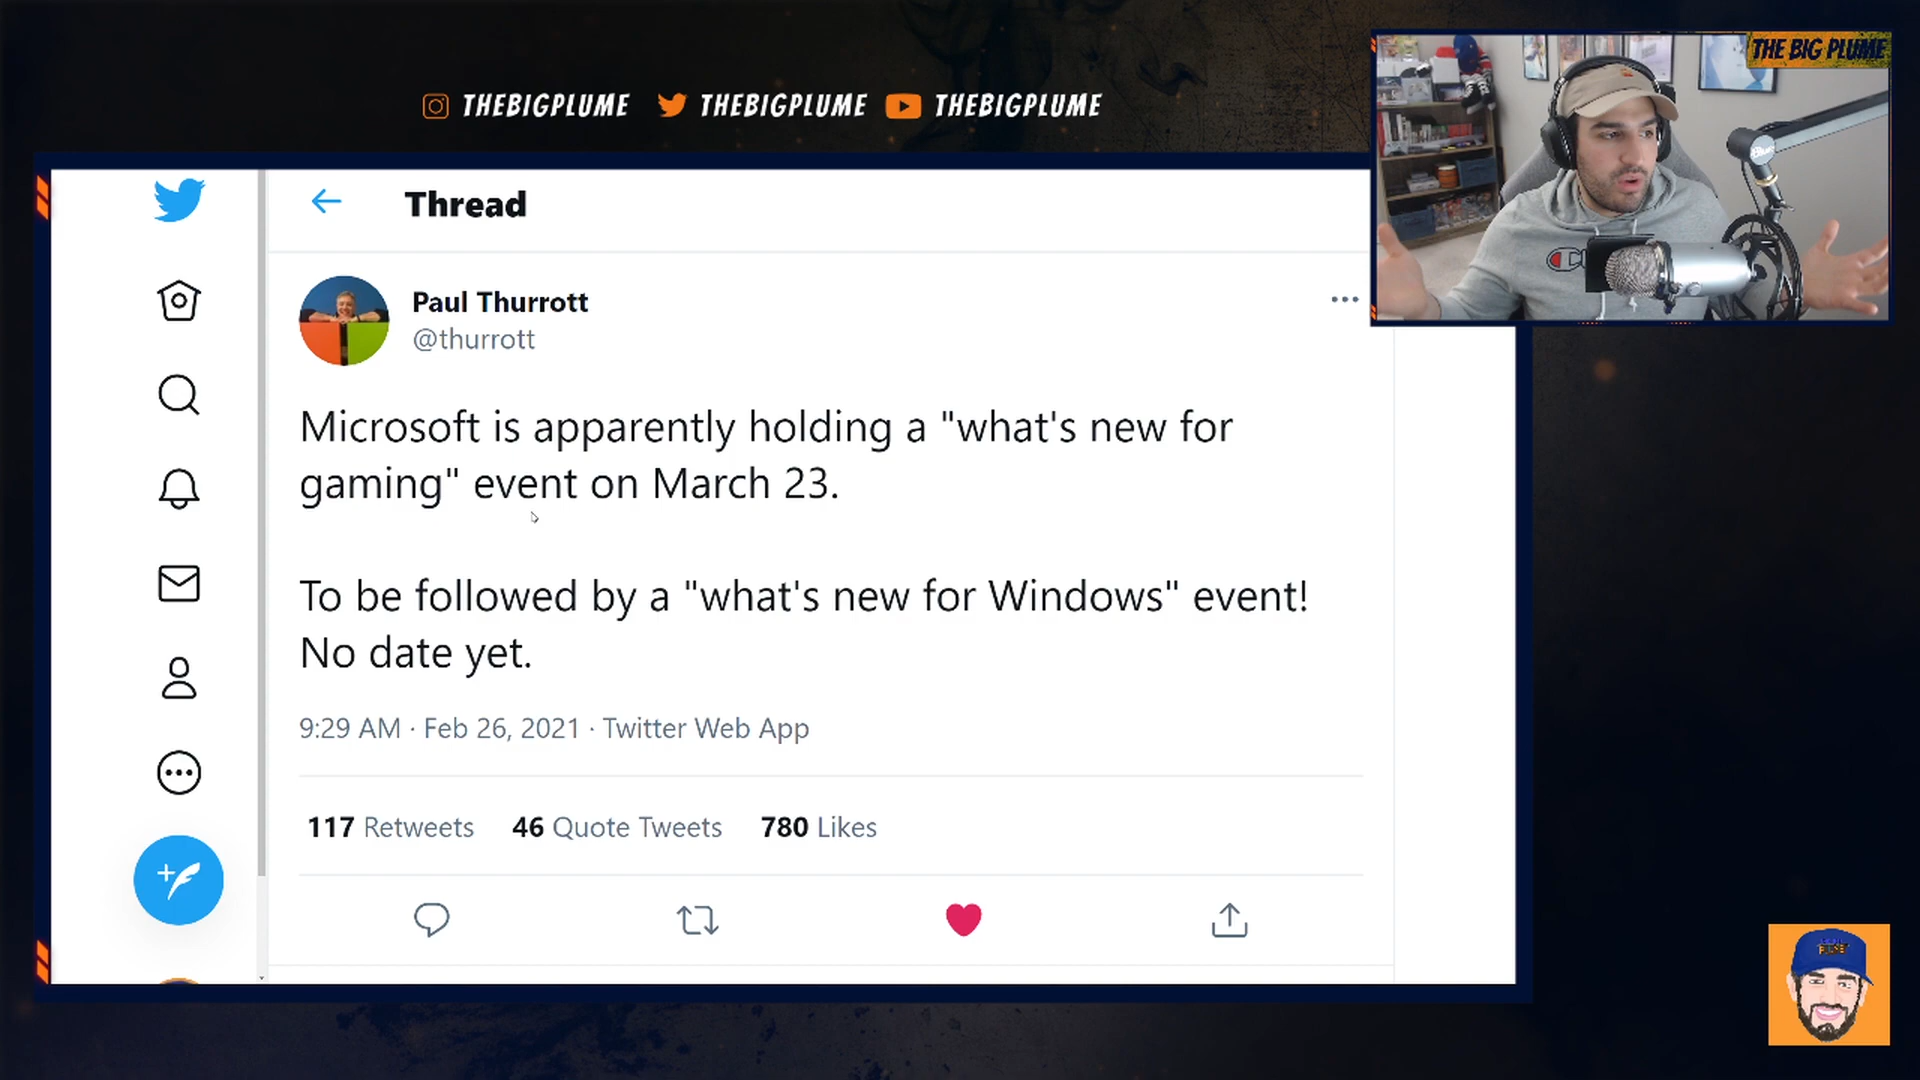 THE BIG PLUME
THEBIGPLUME THEBIGPLUME THEBIGPLUME
Thread
Paul Thurrott
@thurrott
Microsoft is apparently holding a "what's new for
gaming" event on March 23.
To be followed by a "what's new for Windows" event!
No date yet.
9:29 AM · Feb 26, 2021 · Twitter Web App
117 Retweets 46 Quote Tweets 780 Likes